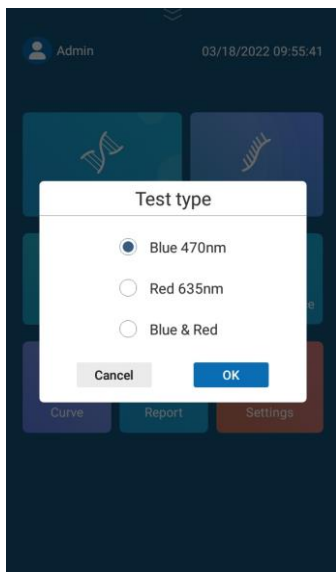 Admin
03/18/2022 09:55:41
Test type
Blue 470nm
Red 635nm
Blue & Red
Cancel
OK
Curve
Report
Settings